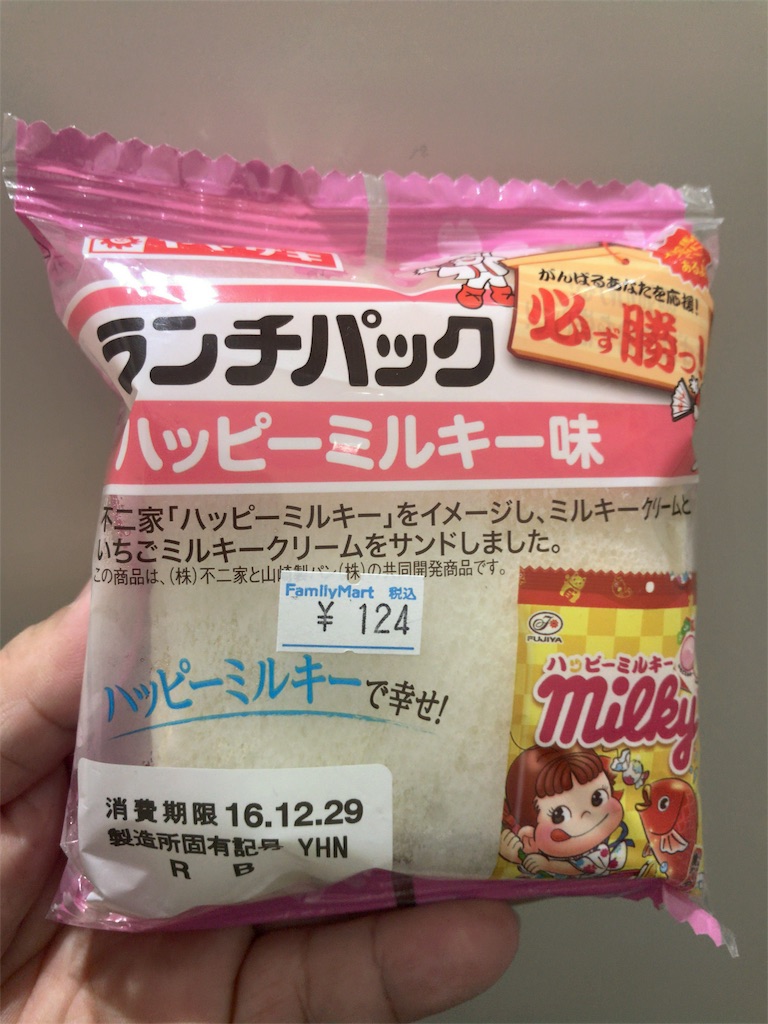 ヤマザキ
がんばるあなたを応援!
必ず勝つ!
ランチパック
ハッピーミルキー味
不二家「ハッピーミルキー」をイメージし、ミルキークリームと
いちごミルキークリームをサンドしました。
この商品は、(株)不二家と山崎製パン(株)の共同開発商品です。
FamilyMart 税込
¥ 124
FUJIYA
ハッピーミルキー
milky
ハッピーミルキーで幸せ!
消費期限 16.12.29
製造所固有記号 YHN
R B